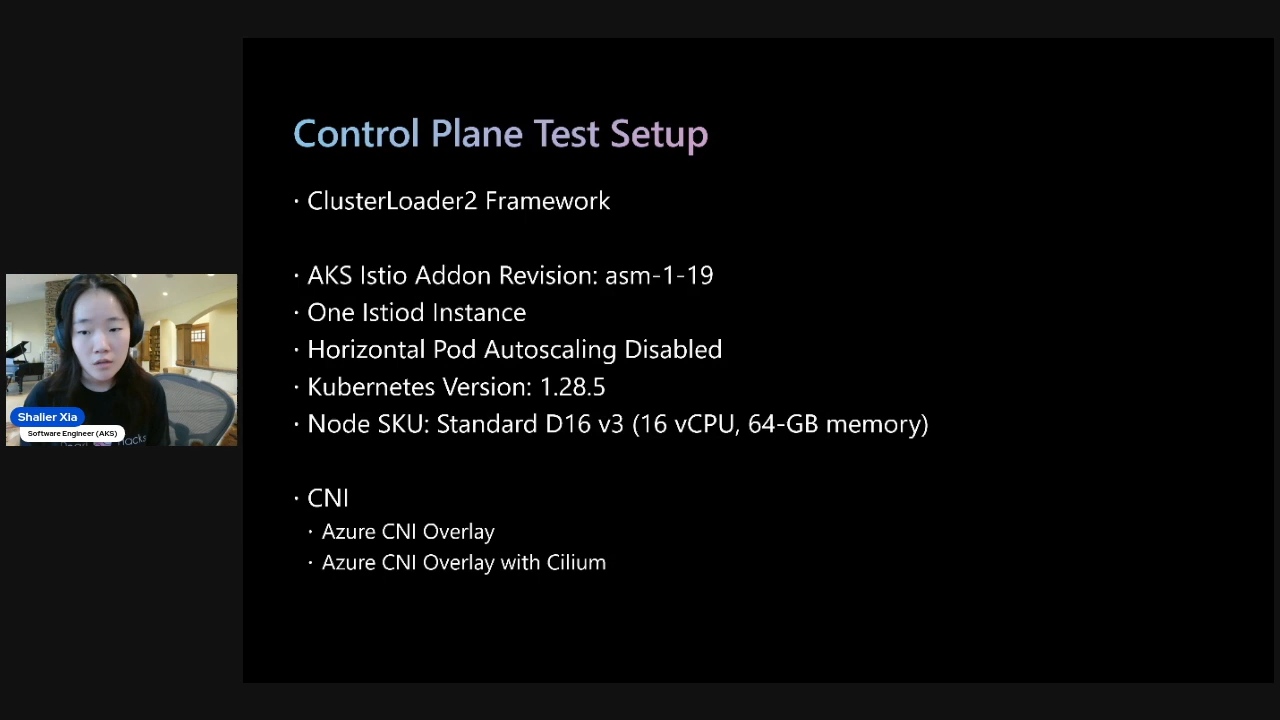 Control Plane Test Setup
· ClusterLoader2 Framework
· AKS Istio Addon Revision: asm-1-19
· One Istiod Instance
· Horizontal Pod Autoscaling Disabled
· Kubernetes Version: 1.28.5
· Node SKU: Standard D16 v3 (16 vCPU, 64-GB memory)
· CNI
· Azure CNI Overlay
· Azure CNI Overlay with Cilium
Shalier Xia
Software Engineer (AKS)